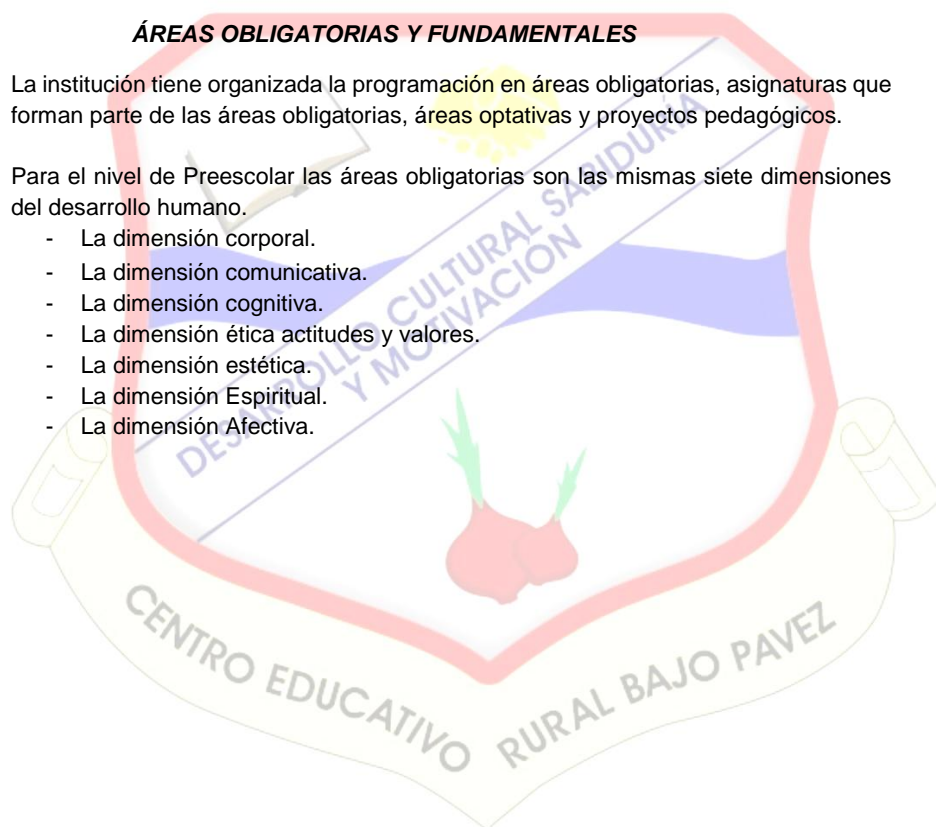 ÁREAS OBLIGATORIAS Y FUNDAMENTALES
La institución tiene organizada la programación en áreas obligatorias, asignaturas que
forman parte de las áreas obligatorias, áreas optativas y proyectos pedagógicos.
Para el nivel de Preescolar las áreas obligatorias son las mismas siete dimensiones
del desarrollo humano.
- La dimensión corporal.
- La dimensión comunicativa.
- La dimensión cognitiva.
- La dimensión ética actitudes y valores.
- La dimensión estética.
- La dimensión Espiritual.
- La dimensión Afectiva.
DESARROLLO CULTURAL SABIDURÍA
Y MOTIVACIÓN
CENTRO EDUCATIVO RURAL BAJO PAVEZ